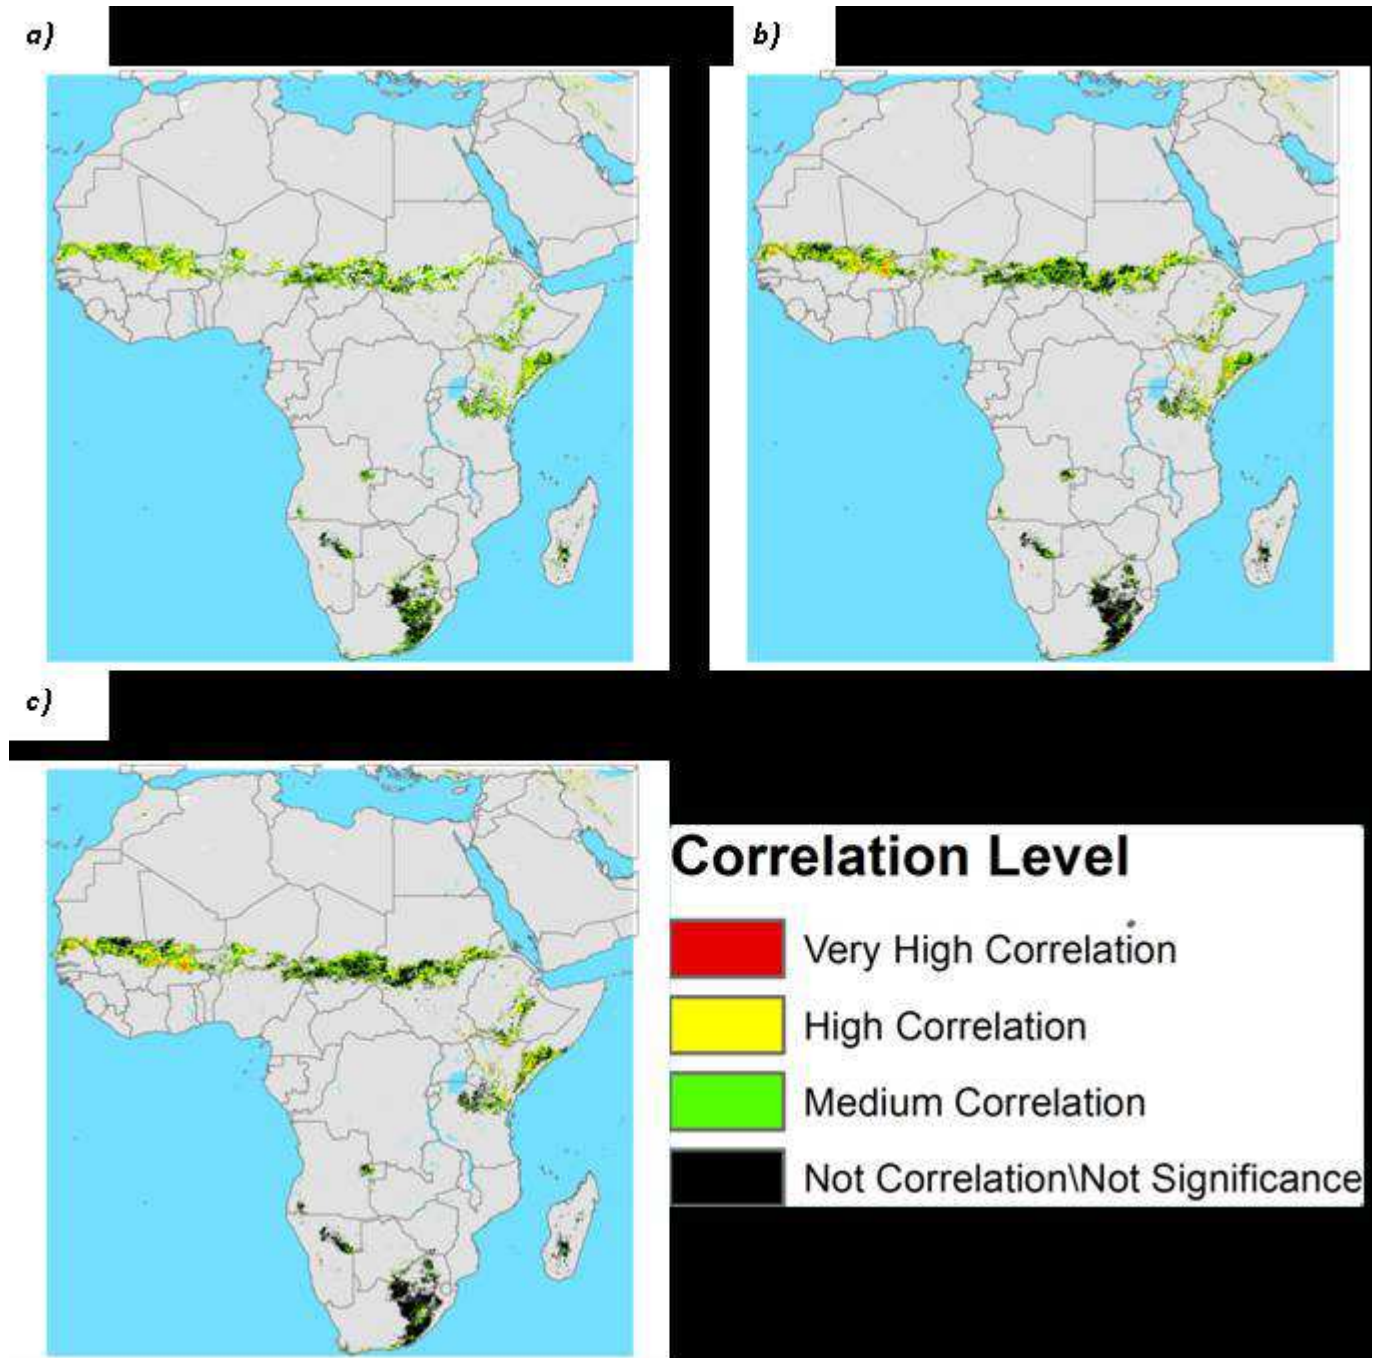 a)
b)
c)
Correlation Level
Very High Correlation
High Correlation
Medium Correlation
Not Correlation\Not Significance